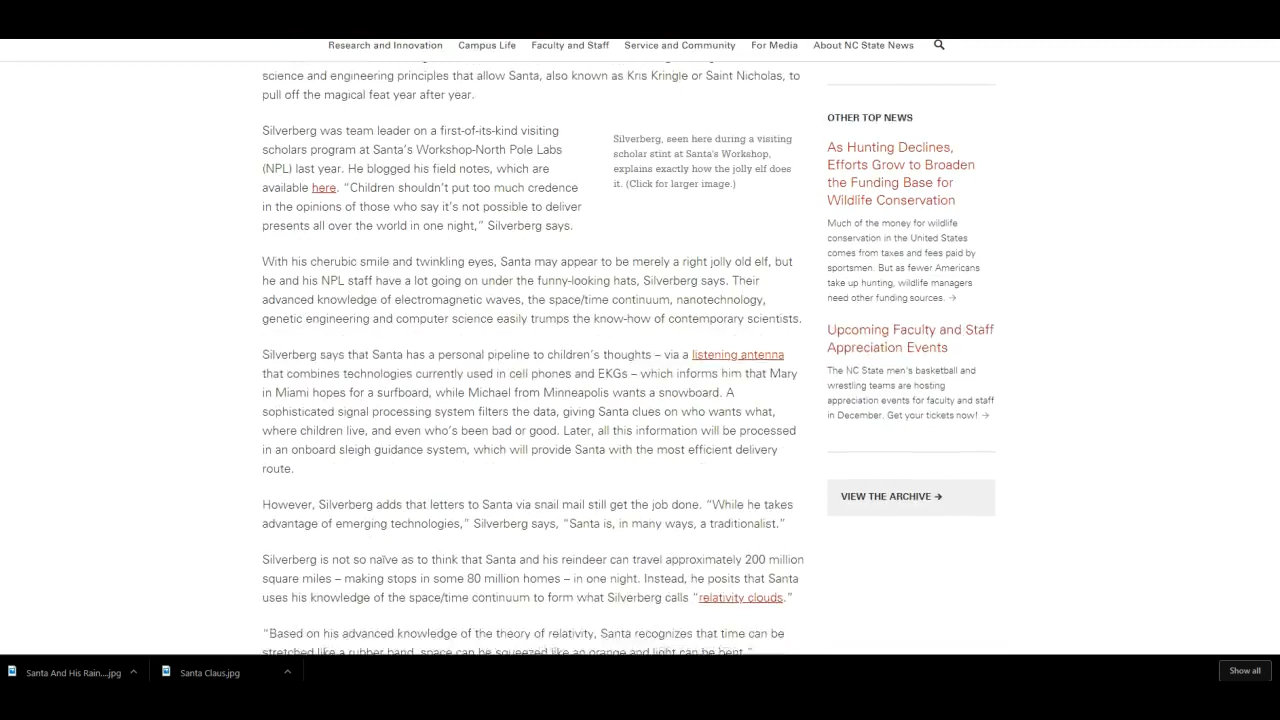 Research and Innovation Campus Life Faculty and Staff Service and Community For Media About NC State News
science and engineering principles that allow Santa, also known as Kris Kringle or Saint Nicholas, to
pull off the magical feat year after year.
Silverberg was team leader on a first-of-its-kind visiting
scholars program at Santa’s Workshop-North Pole Labs
(NPL) last year. He blogged his field notes, which are
available here. “Children shouldn’t put too much credence
in the opinions of those who say it’s not possible to deliver
presents all over the world in one night,” Silverberg says.
Silverberg, seen here during a visiting
scholar stint at Santa's Workshop,
explains exactly how the jolly elf does
it. (Click for larger image.)
With his cherubic smile and twinkling eyes, Santa may appear to be merely a right jolly old elf, but
he and his NPL staff have a lot going on under the funny-looking hats, Silverberg says. Their
advanced knowledge of electromagnetic waves, the space/time continuum, nanotechnology,
genetic engineering and computer science easily trumps the know-how of contemporary scientists.
Silverberg says that Santa has a personal pipeline to children’s thoughts – via a listening antenna
that combines technologies currently used in cell phones and EKGs – which informs him that Mary
in Miami hopes for a surfboard, while Michael from Minneapolis wants a snowboard. A
sophisticated signal processing system filters the data, giving Santa clues on who wants what,
where children live, and even who’s been bad or good. Later, all this information will be processed
in an onboard sleigh guidance system, which will provide Santa with the most efficient delivery
route.
However, Silverberg adds that letters to Santa via snail mail still get the job done. “While he takes
advantage of emerging technologies,” Silverberg says, “Santa is, in many ways, a traditionalist.”
Silverberg is not so naïve as to think that Santa and his reindeer can travel approximately 200 million
square miles – making stops in some 80 million homes – in one night. Instead, he posits that Santa
uses his knowledge of the space/time continuum to form what Silverberg calls “relativity clouds.”
“Based on his advanced knowledge of the theory of relativity, Santa recognizes that time can be
stretched like a rubber band, space can be squeezed like an orange and light can be bent,”
OTHER TOP NEWS
As Hunting Declines,
Efforts Grow to Broaden
the Funding Base for
Wildlife Conservation
Much of the money for wildlife
conservation in the United States
comes from taxes and fees paid by
sportsmen. But as fewer Americans
take up hunting, wildlife managers
need other funding sources. →
Upcoming Faculty and Staff
Appreciation Events
The NC State men’s basketball and
wrestling teams are hosting
appreciation events for faculty and staff
in December. Get your tickets now! →
VIEW THE ARCHIVE →
Santa And His Rain....jpg
Santa Claus.jpg
Show all